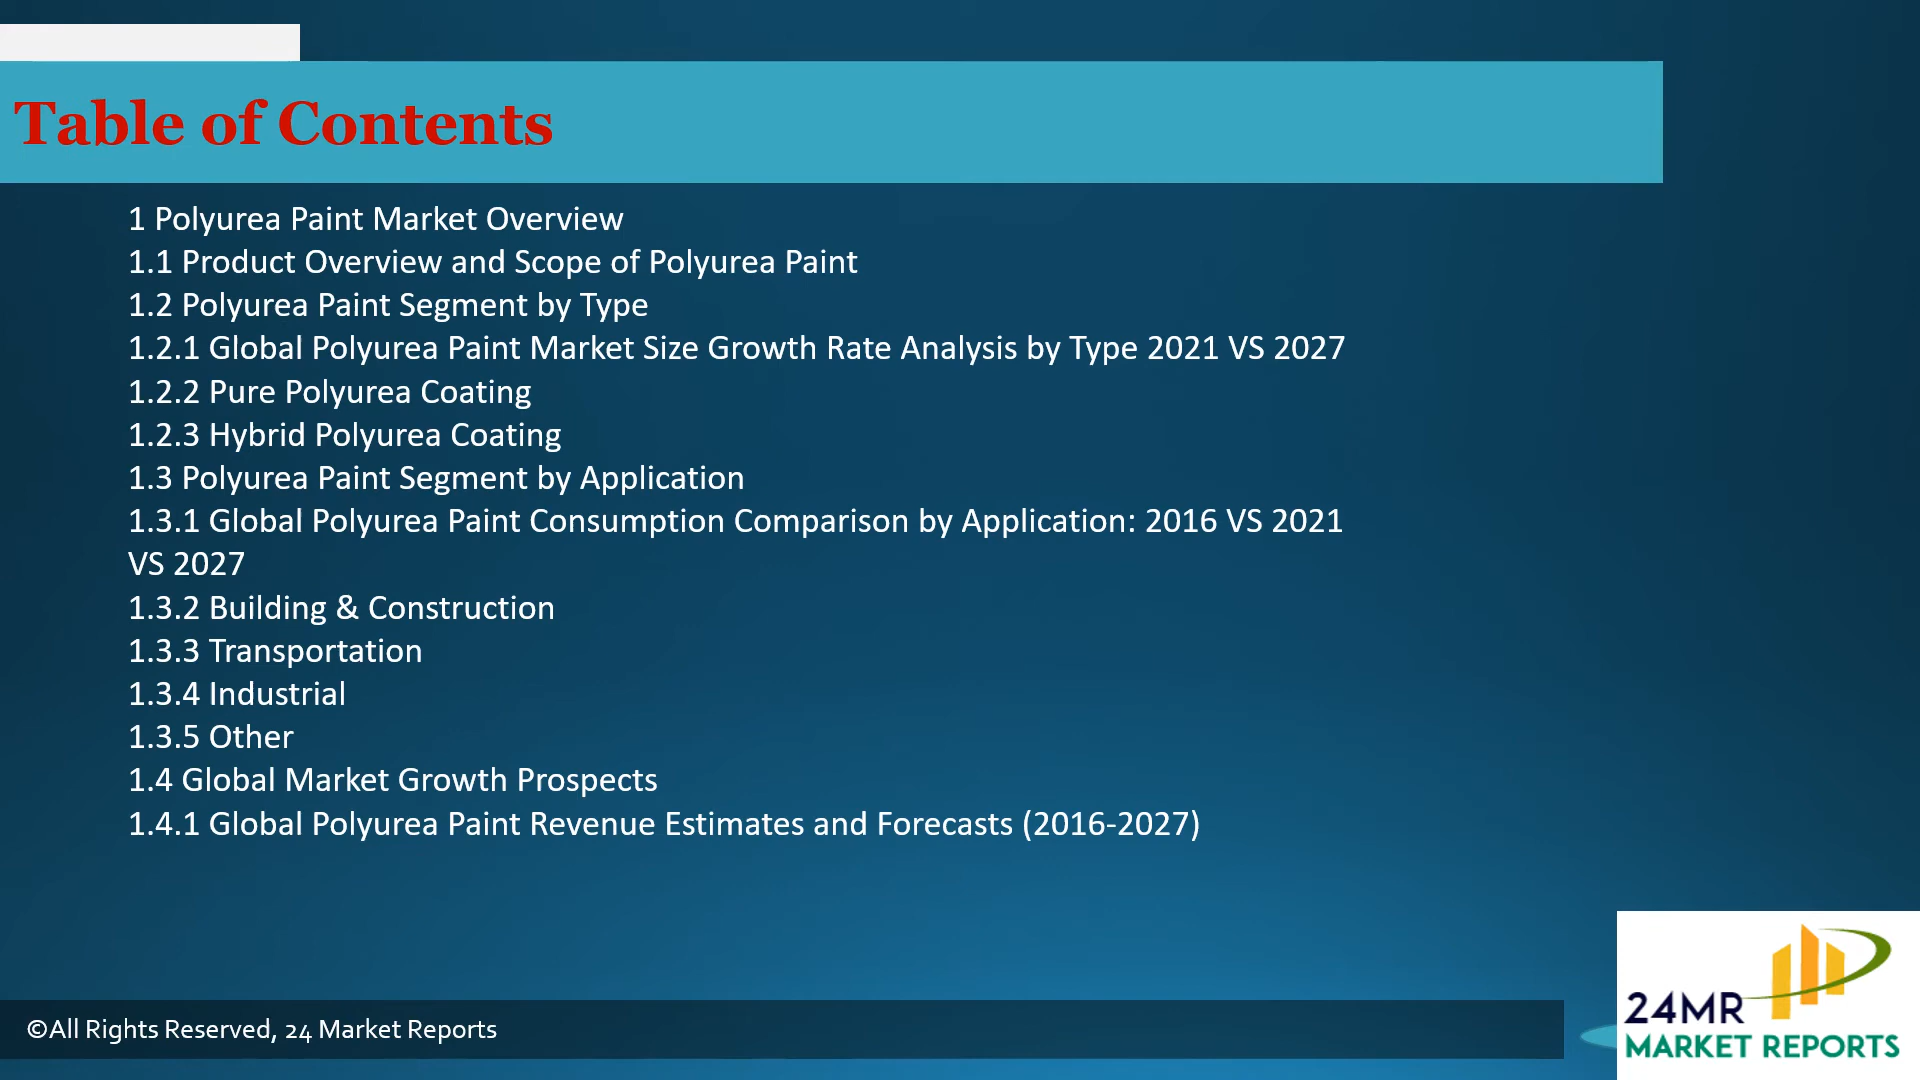 Table of Contents
1 Polyurea Paint Market Overview
1.1 Product Overview and Scope of Polyurea Paint
1.2 Polyurea Paint Segment by Type
1.2.1 Global Polyurea Paint Market Size Growth Rate Analysis by Type 2021 VS 2027
1.2.2 Pure Polyurea Coating
1.2.3 Hybrid Polyurea Coating
1.3 Polyurea Paint Segment by Application
1.3.1 Global Polyurea Paint Consumption Comparison by Application: 2016 VS 2021
VS 2027
1.3.2 Building & Construction
1.3.3 Transportation
1.3.4 Industrial
1.3.5 Other
1.4 Global Market Growth Prospects
1.4.1 Global Polyurea Paint Revenue Estimates and Forecasts (2016-2027)
©All Rights Reserved, 24 Market Reports
24MR
MARKET REPORTS